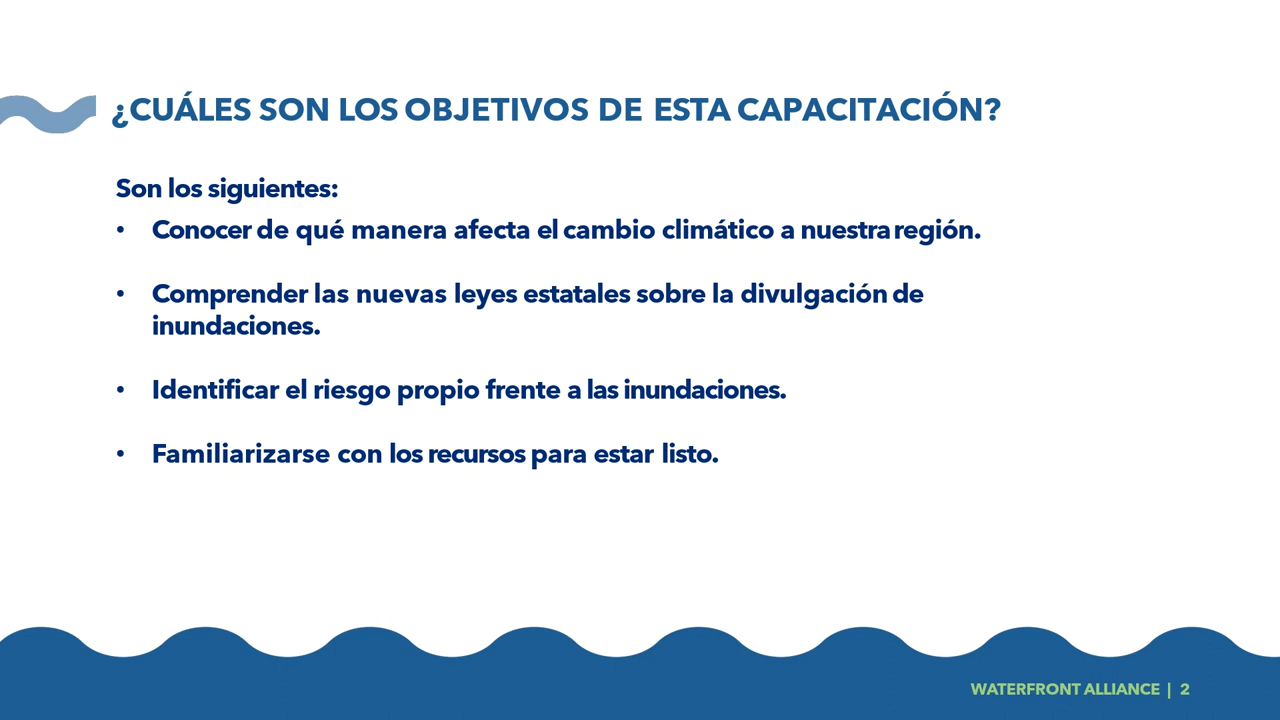 ¿CUÁLES SON LOS OBJETIVOS DE ESTA CAPACITACIÓN?
Son los siguientes:
• Conocer de qué manera afecta el cambio climático a nuestra región.
• Comprender las nuevas leyes estatales sobre la divulgación de
inundaciones.
• Identificar el riesgo propio frente a las inundaciones.
• Familiarizarse con los recursos para estar listo.
WATERFRONT ALLIANCE | 2